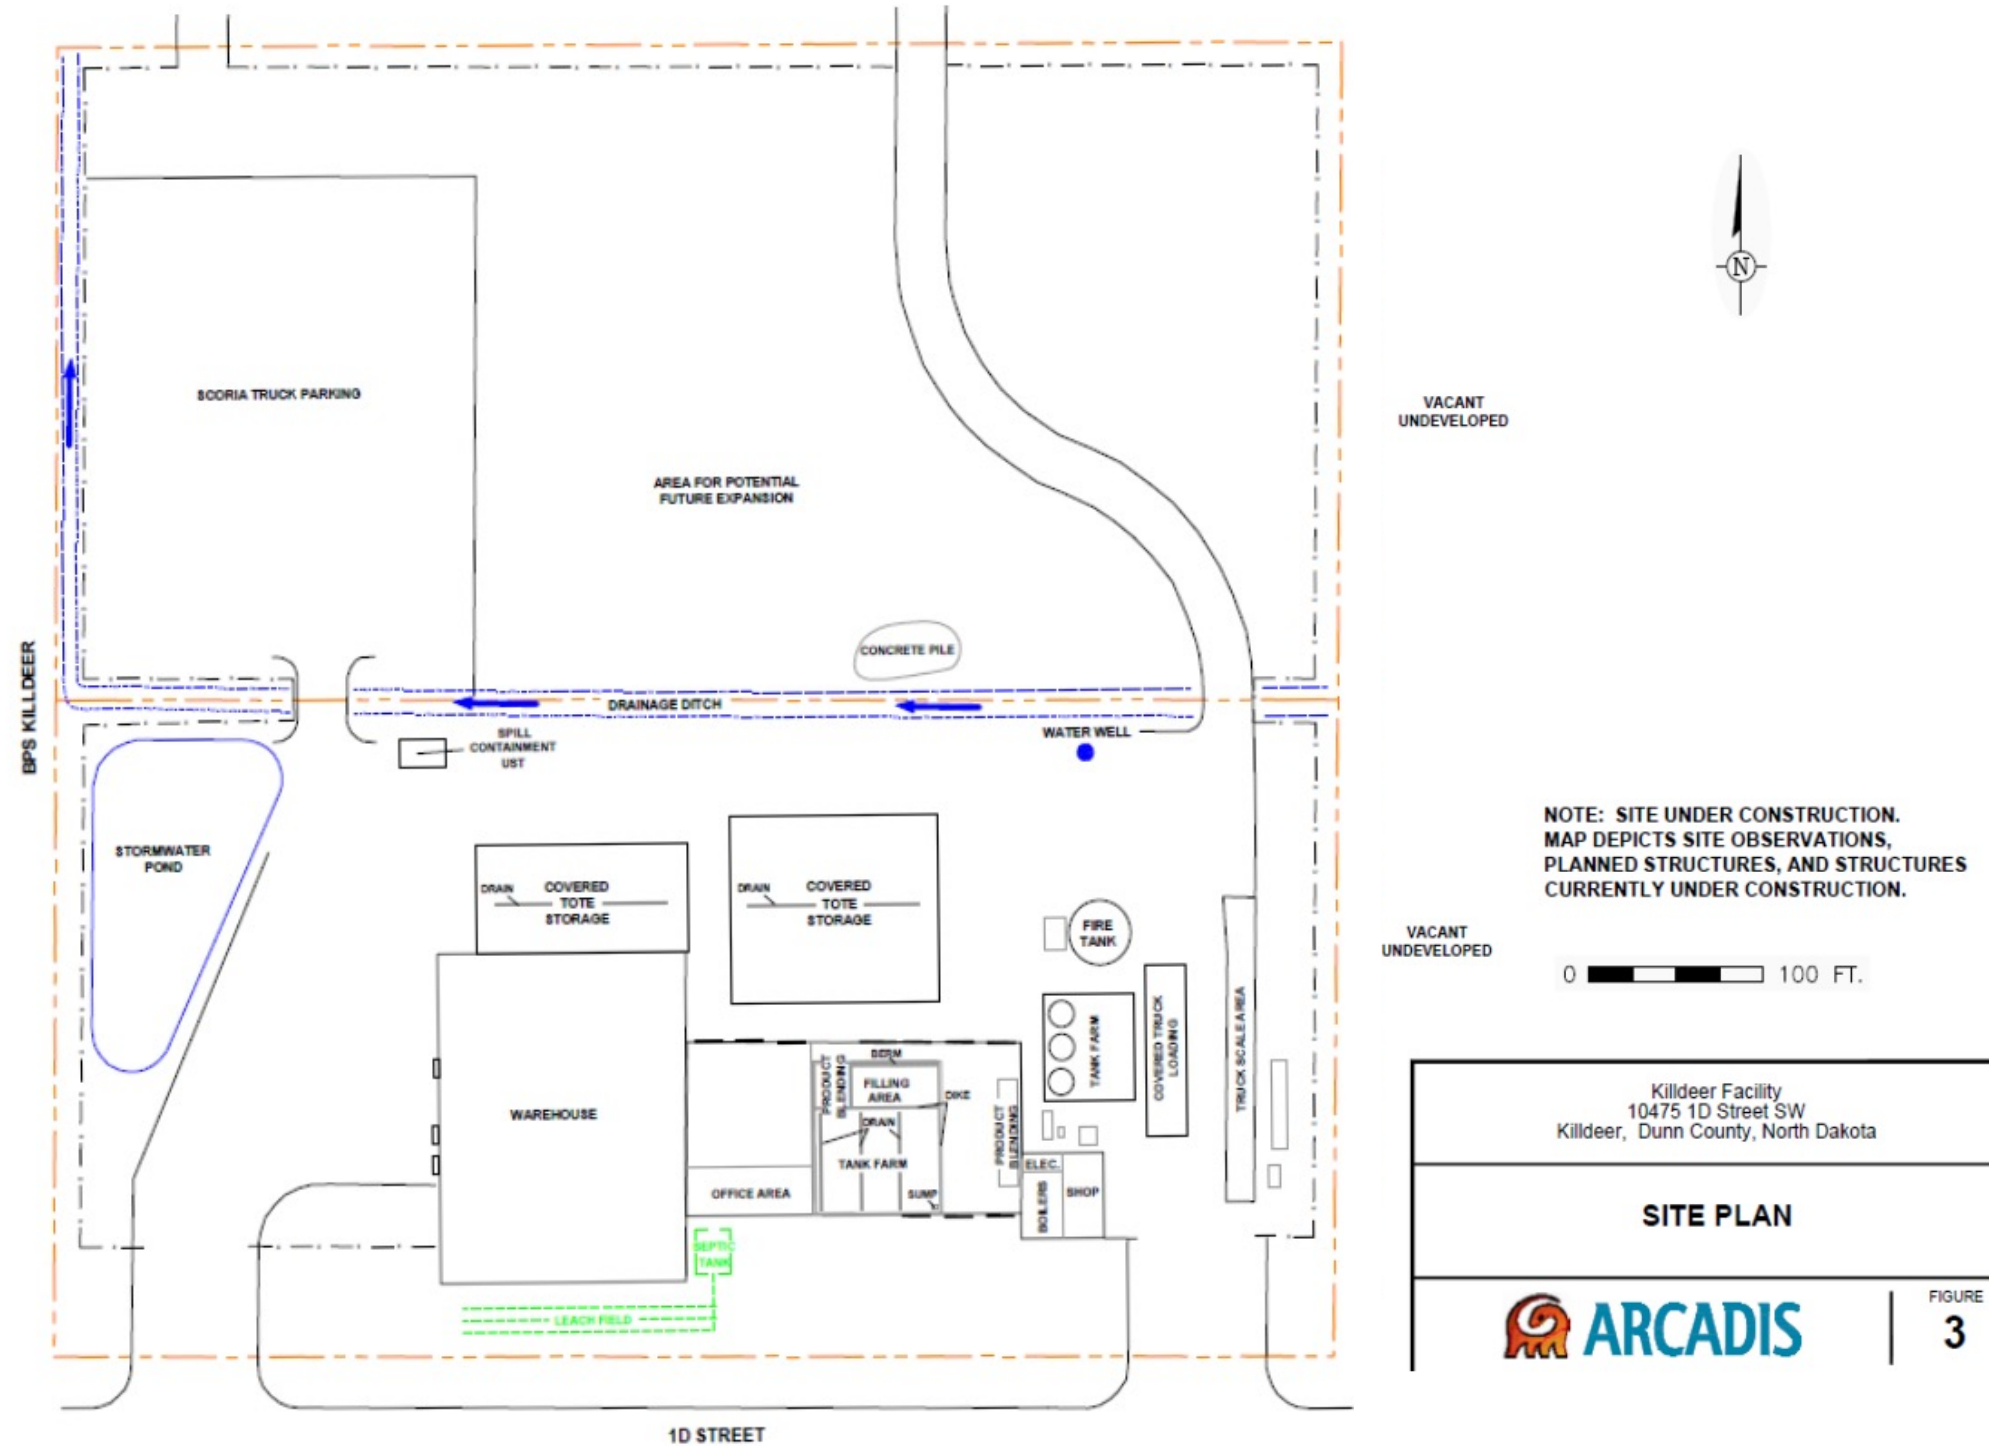 SCORIA TRUCK PARKING
AREA FOR POTENTIAL
FUTURE EXPANSION
VACANT
UNDEVELOPED
N
CONCRETE PILE
BPS KILLDEER
DRAINAGE DITCH
SPILL
CONTAINMENT
UST
WATER WELL
STORMWATER
POND
DRAIN
COVERED
TOTE
STORAGE
DRAIN
COVERED
TOTE
STORAGE
FIRE
TANK
VACANT
UNDEVELOPED
NOTE: SITE UNDER CONSTRUCTION.
MAP DEPICTS SITE OBSERVATIONS,
PLANNED STRUCTURES, AND STRUCTURES
CURRENTLY UNDER CONSTRUCTION.
0 100 FT.
WAREHOUSE
PRODUCT
BLENDING
BERM
FILLING
AREA
DIKE
DRAIN
TANK FARM
SUMP
PRODUCT
BLENDING
TANK FARM
COVERED TRUCK
LOADING
TRUCK SCALE AREA
OFFICE AREA
ELEC.
BOILERS
SHOP
SEPTIC
TANK
LEACH FIELD
1D STREET
Killdeer Facility
10475 1D Street SW
Killdeer, Dunn County, North Dakota
SITE PLAN
ARCADIS
FIGURE
3